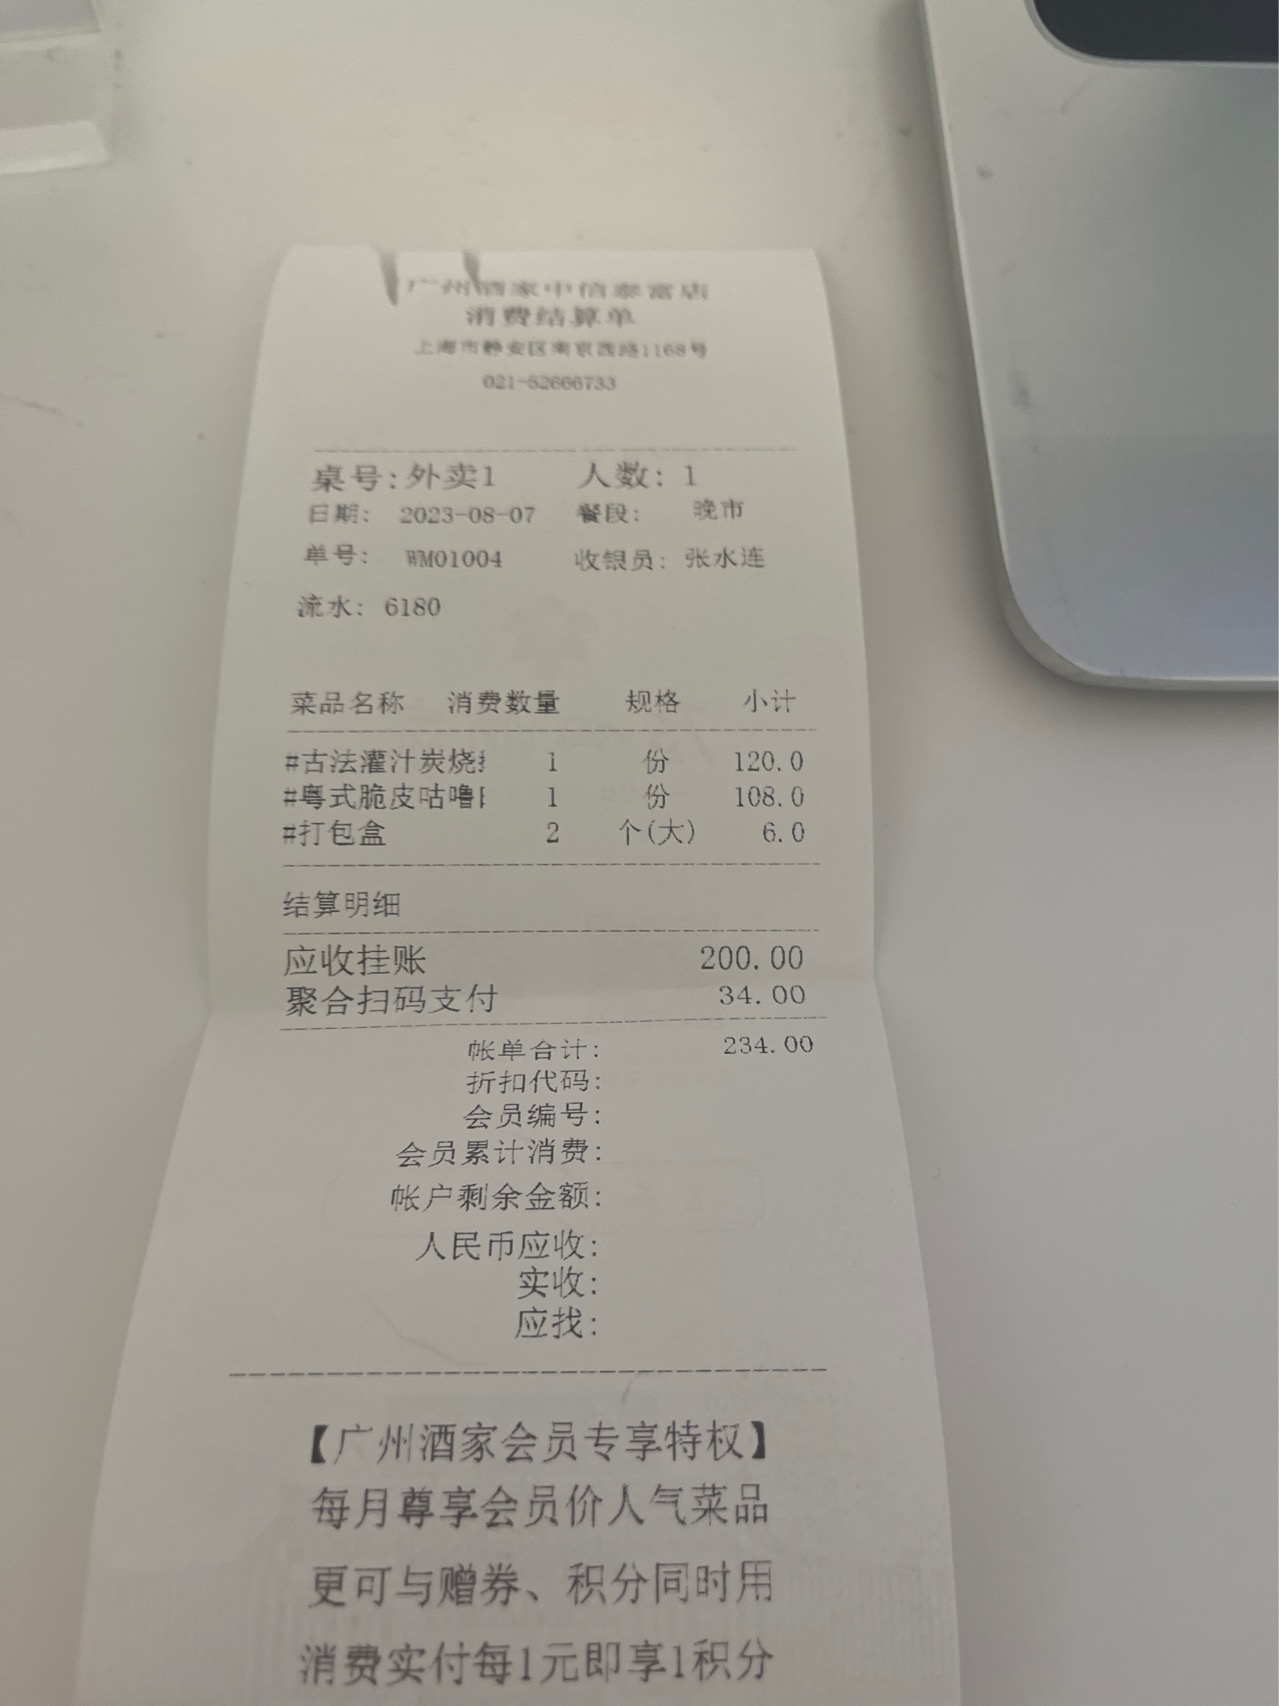 广州酒家中信泰富店
消费结算单
上海市静安区南京西路1168号
021-52666733
桌号:外卖1 人数: 1
日期: 2023-08-07 餐段: 晚市
单号: WM01004 收银员: 张水连
流水: 6180
菜品名称 消费数量 规格 小计
#古法灌汁炭烧 1 份 120.0
#粤式脆皮咕噜 1 份 108.0
#打包盒 2 个(大) 6.0
结算明细
应收挂账 200.00
聚合扫码支付 34.00
帐单合计: 234.00
折扣代码:
会员编号:
会员累计消费:
帐户剩余金额:
人民币应收:
实收:
应找:
【广州酒家会员专享特权】
每月尊享会员价人气菜品
更可与赠券、积分同时用
消费实付每1元即享1积分